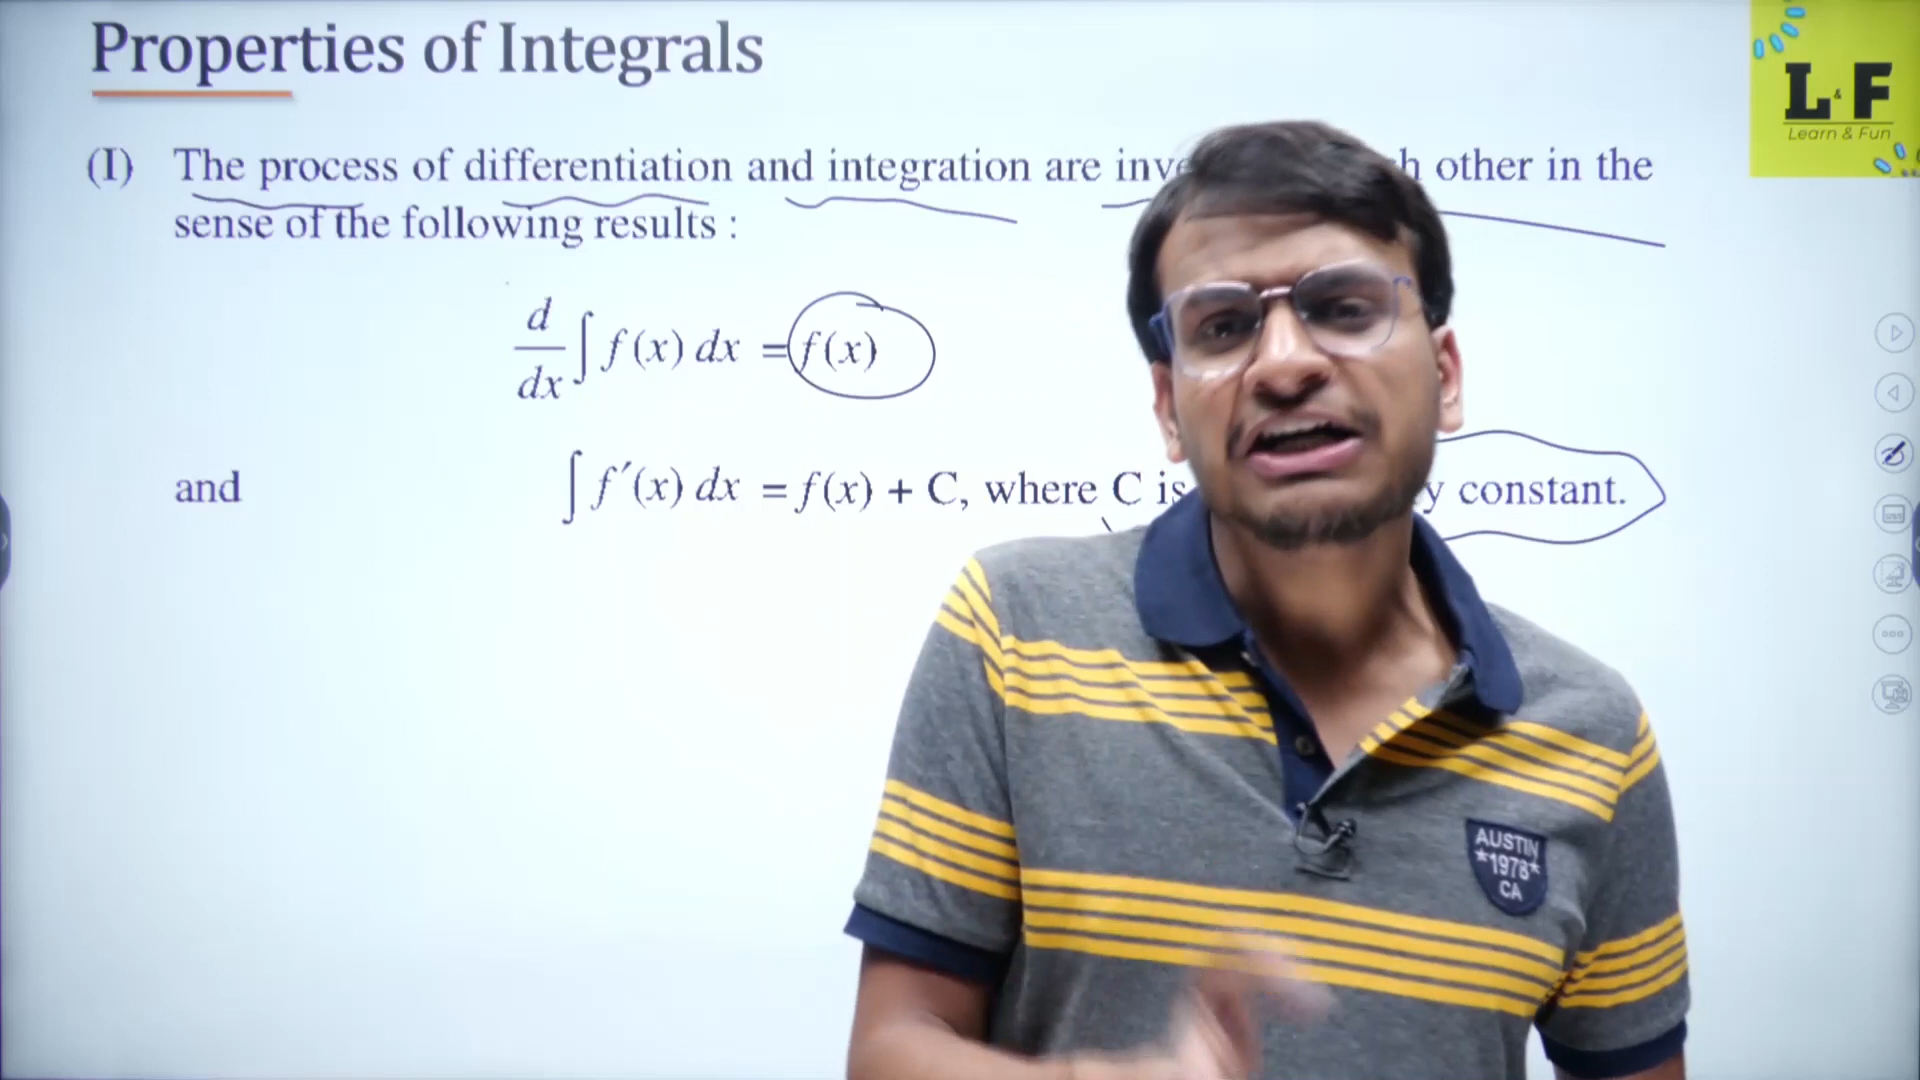 Properties of Integrals
L & F
Learn & Fun
(I) The process of differentiation and integration are other in the
sense of the following results :
d/dx ∫ f (x) dx = f(x)
and ∫ f′(x) dx = f(x) + C, where C is constant.
AUSTIN
*1978*
CA